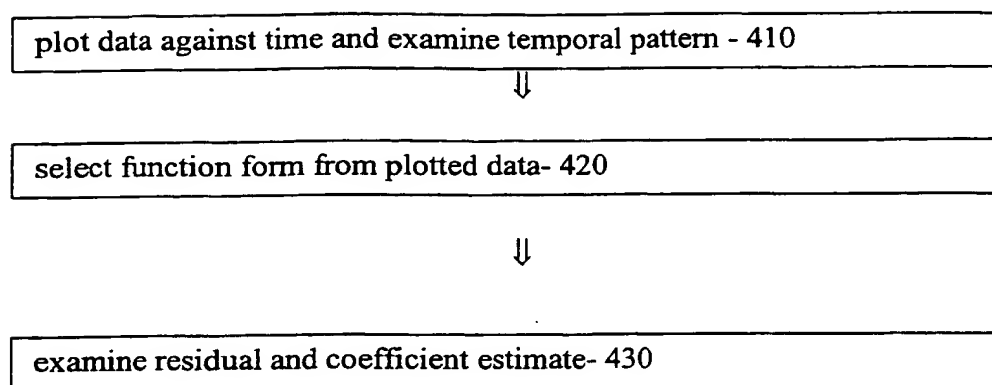 plot data against time and examine temporal pattern - 410
⇓
select function form from plotted data- 420
⇓
examine residual and coefficient estimate- 430